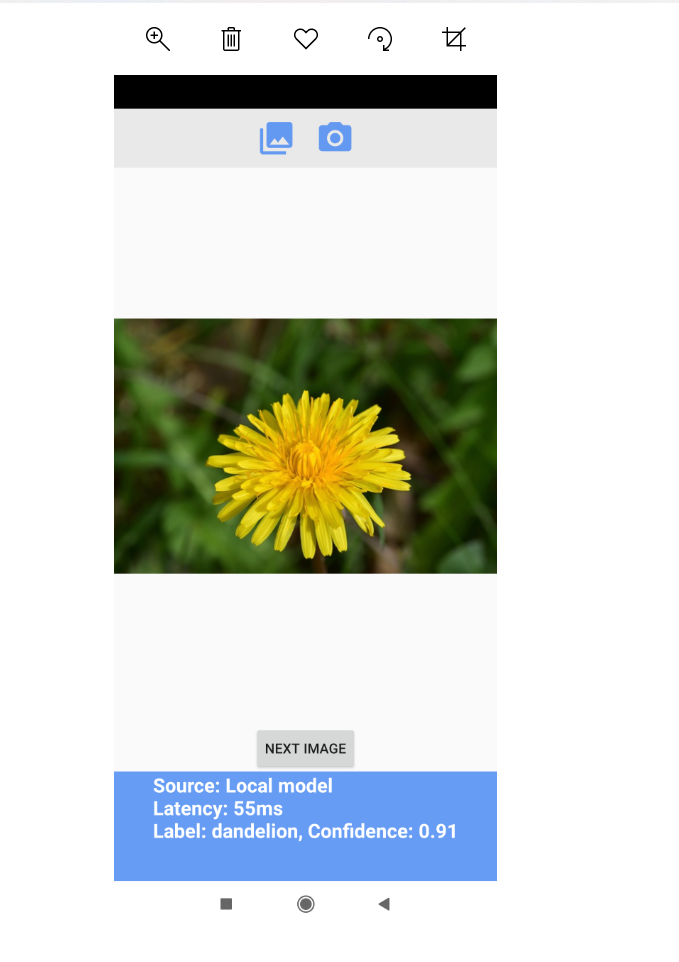 NEXT IMAGE
Source: Local model
Latency: 55ms
Label: dandelion, Confidence: 0.91